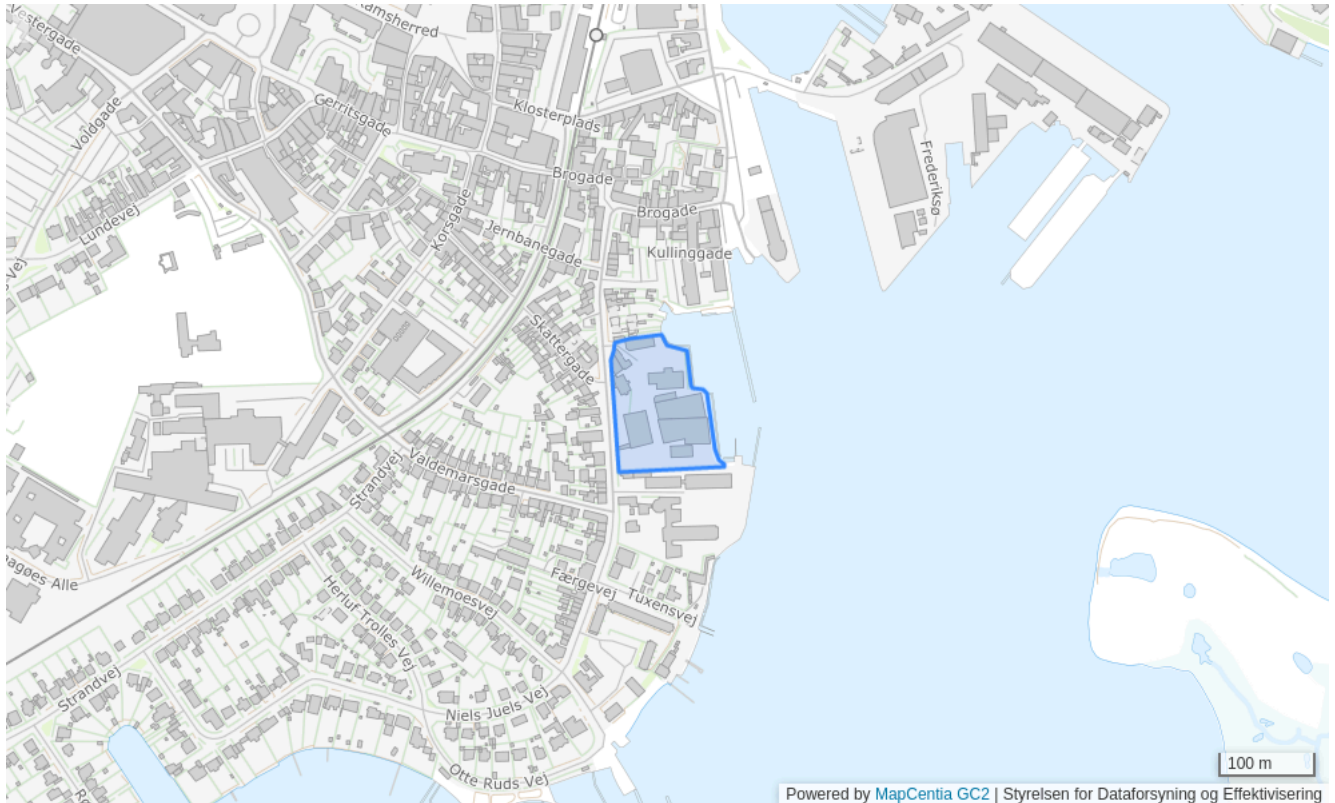 Vestergade
Ramsherred
Voldgade
Gerritsgade
Klosterplads
Brogade
Frederiksø
Lundevej
Korsgade
Brogade
Jernbanegade
Kullinggade
Skattergade
Valdemarsgade
Strandvej
Færgevej
Tuxensvej
Willemoesvej
Herluf-Trolles Vej
Strandvej
Niels Juels Vej
Otte Ruds Vej
100 m
Powered by MapCentia GC2 | Styrelsen for Dataforsyning og Effektivisering